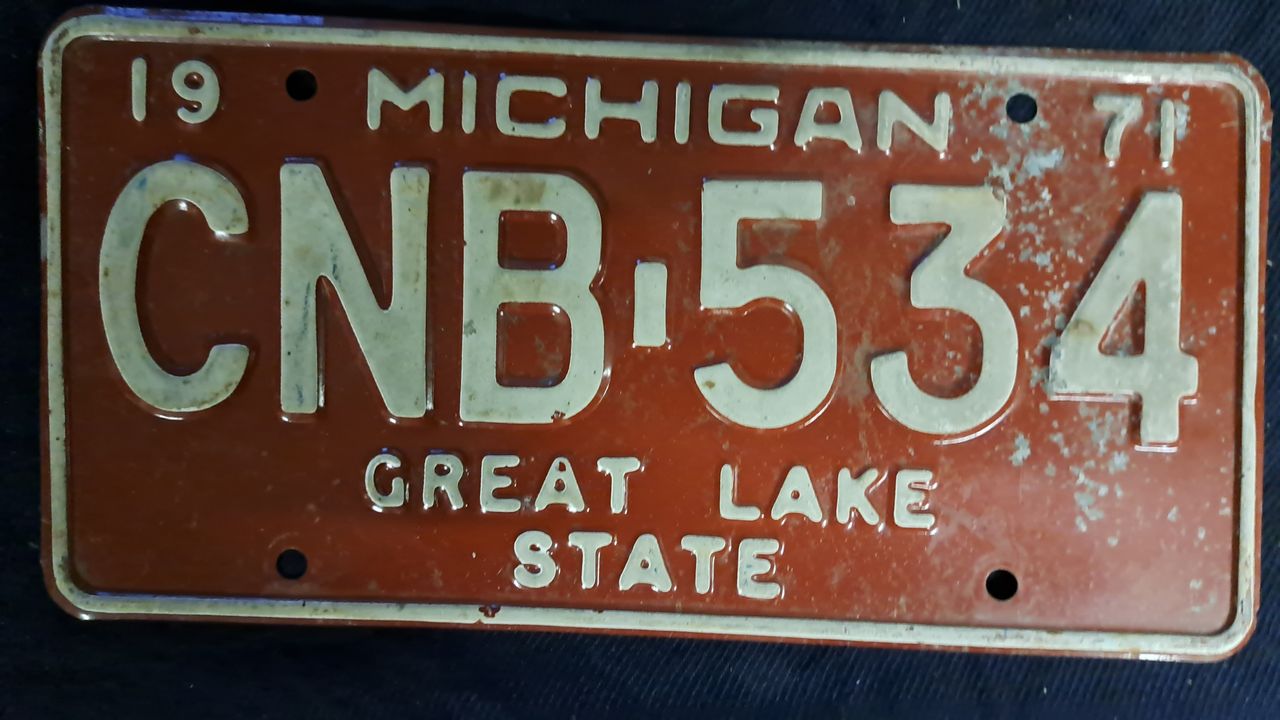 19 MICHIGAN 71
CNB-534
GREAT LAKE
STATE